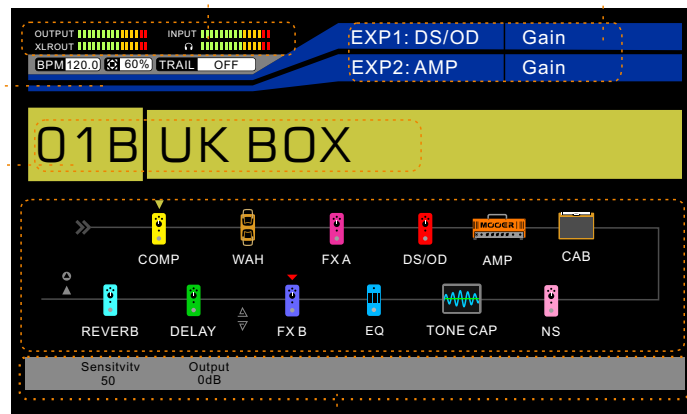 OUTPUT INPUT
XLROUT
BPM 120.0 60% TRAIL OFF
EXP1: DS/OD Gain
EXP2: AMP Gain
01B UK BOX
MOOER
COMP WAH FX A DS/OD AMP CAB
REVERB DELAY FX B EQ TONE CAP NS
Sensitvitv Output
50 0dB